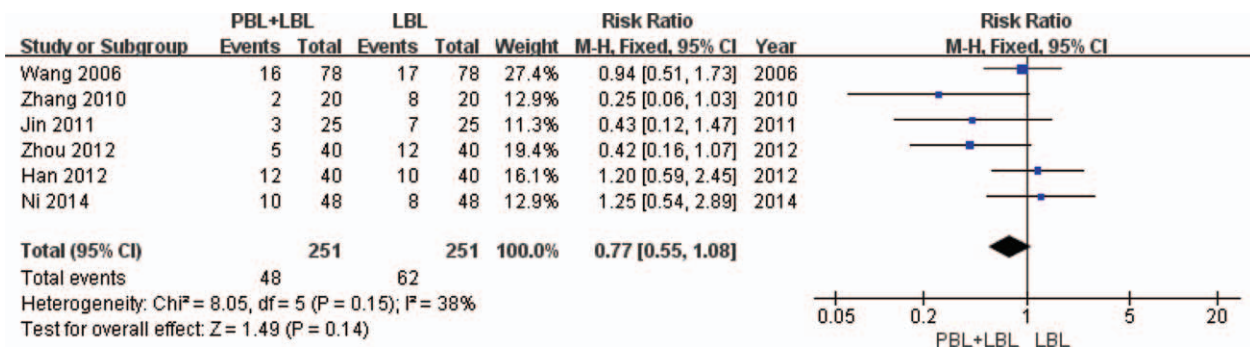 PBL+LBL LBL Risk Ratio Risk Ratio
Study or Subgroup Events Total Events Total Weight M-H, Fixed, 95% CI Year M-H, Fixed, 95% CI
Wang 2006 16 78 17 78 27.4% 0.94 [0.51, 1.73] 2006
Zhang 2010 2 20 8 20 12.9% 0.25 [0.06, 1.03] 2010
Jin 2011 3 25 7 25 11.3% 0.43 [0.12, 1.47] 2011
Zhou 2012 5 40 12 40 19.4% 0.42 [0.16, 1.07] 2012
Han 2012 12 40 10 40 16.1% 1.20 [0.59, 2.45] 2012
Ni 2014 10 48 8 48 12.9% 1.25 [0.54, 2.89] 2014
Total (95% CI) 251 251 100.0% 0.77 [0.55, 1.08]
Total events 48 62
Heterogeneity: Chi² = 8.05, df = 5 (P = 0.15); I² = 38%
Test for overall effect: Z = 1.49 (P = 0.14)
0.05 0.2 1 5 20
PBL+LBL LBL